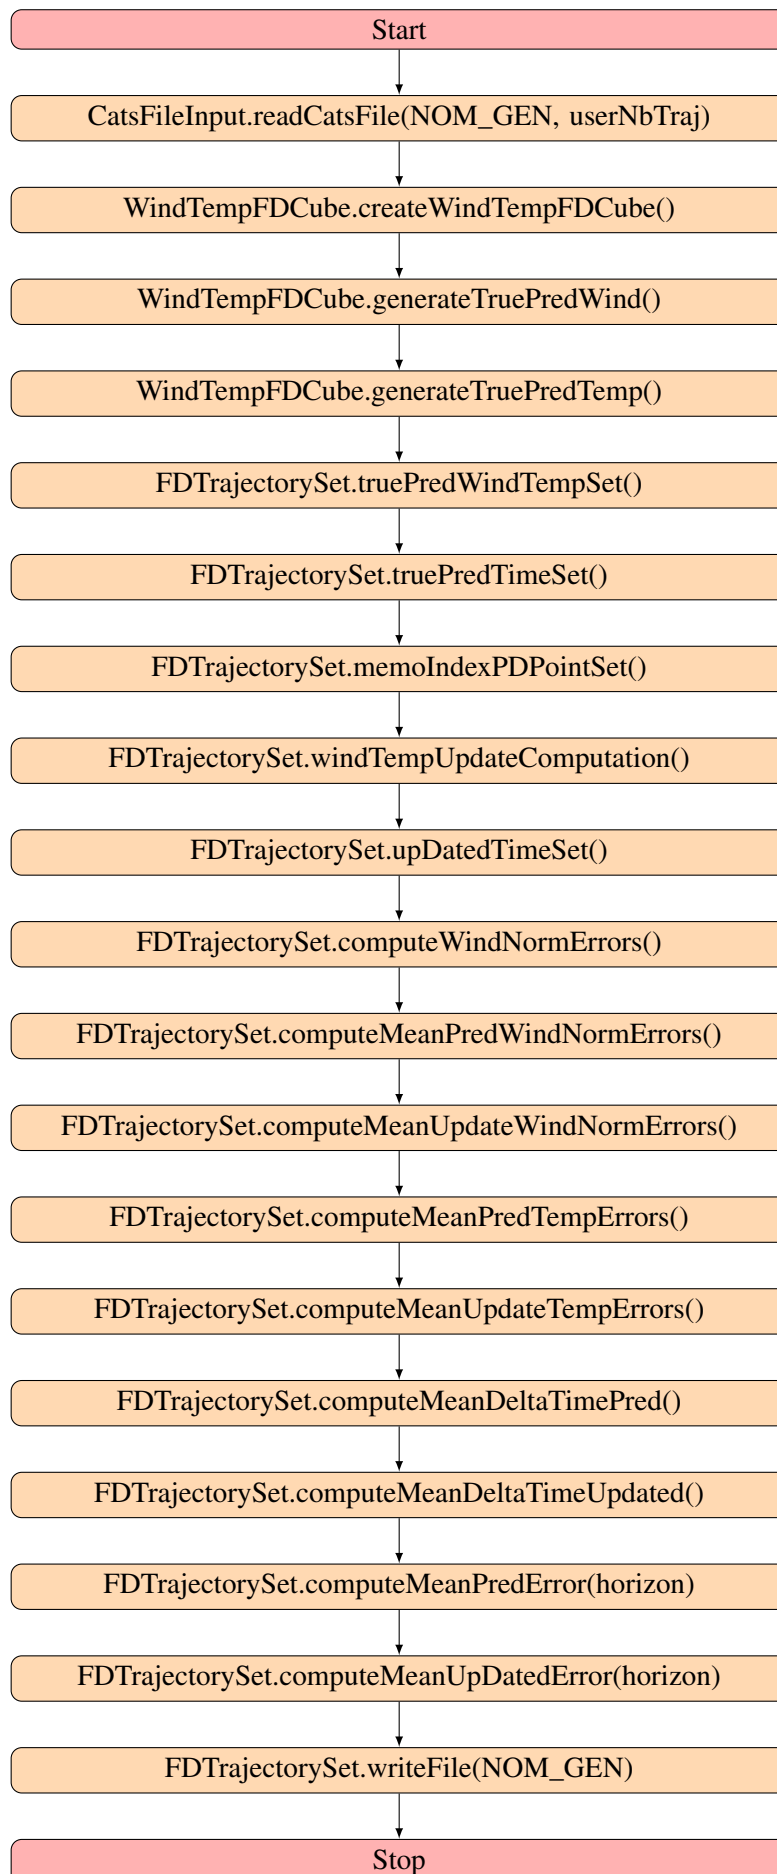 Start
CatsFileInput.readCatsFile(NOM_GEN, userNbTraj)
WindTempFDCube.createWindTempFDCube()
WindTempFDCube.generateTruePredWind()
WindTempFDCube.generateTruePredTemp()
FDTrajectorySet.truePredWindTempSet()
FDTrajectorySet.truePredTimeSet()
FDTrajectorySet.memoIndexPDPointSet()
FDTrajectorySet.windTempUpdateComputation()
FDTrajectorySet.upDatedTimeSet()
FDTrajectorySet.computeWindNormErrors()
FDTrajectorySet.computeMeanPredWindNormErrors()
FDTrajectorySet.computeMeanUpdateWindNormErrors()
FDTrajectorySet.computeMeanPredTempErrors()
FDTrajectorySet.computeMeanUpdateTempErrors()
FDTrajectorySet.computeMeanDeltaTimePred()
FDTrajectorySet.computeMeanDeltaTimeUpdated()
FDTrajectorySet.computeMeanPredError(horizon)
FDTrajectorySet.computeMeanUpDatedError(horizon)
FDTrajectorySet.writeFile(NOM_GEN)
Stop